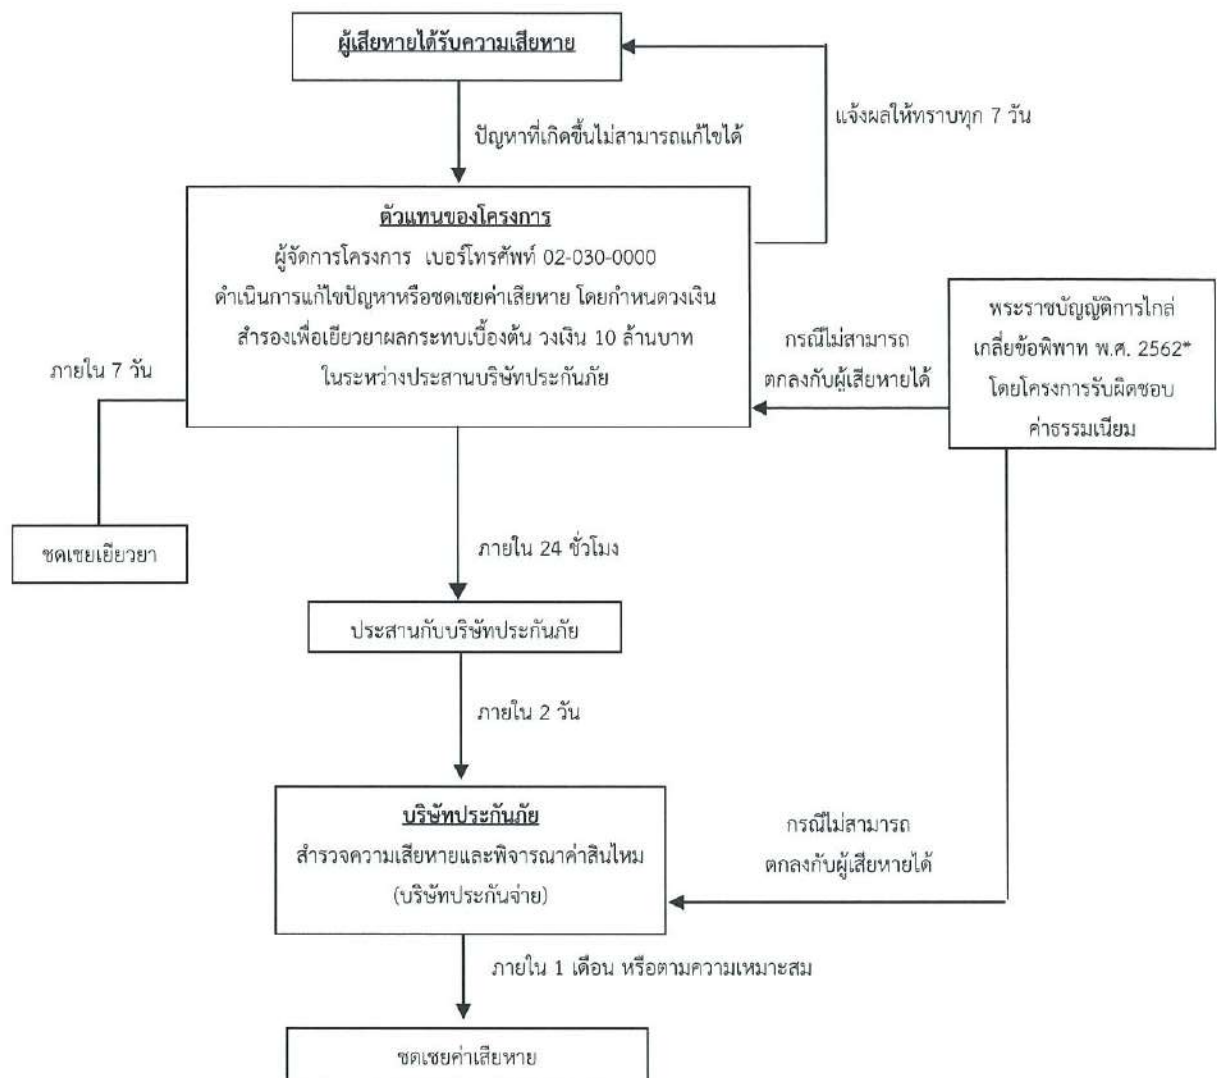 ผู้เสียหายได้รับความเสียหาย
แจ้งผลให้ทราบทุก 7 วัน
ปัญหาที่เกิดขึ้นไม่สามารถแก้ไขได้
ตัวแทนของโครงการ
ผู้จัดการโครงการ เบอร์โทรศัพท์ 02-030-0000
ดำเนินการแก้ไขปัญหาหรือชดเชยค่าเสียหาย โดยกำหนดวงเงิน
สำรองเพื่อเยียวยาผลกระทบเบื้องต้น วงเงิน 10 ล้านบาท
ในระหว่างประสานบริษัทประกันภัย
กรณีไม่สามารถ
ตกลงกับผู้เสียหายได้
พระราชบัญญัติการไกล่
เกลี่ยข้อพิพาท พ.ศ. 2562*
โดยโครงการรับผิดชอบ
ค่าธรรมเนียม
ภายใน 7 วัน
ชดเชยเยียวยา
ภายใน 24 ชั่วโมง
ประสานกับบริษัทประกันภัย
ภายใน 2 วัน
บริษัทประกันภัย
สำรวจความเสียหายและพิจารณาค่าสินไหม
(บริษัทประกันจ่าย)
กรณีไม่สามารถ
ตกลงกับผู้เสียหายได้
ภายใน 1 เดือน หรือตามความเหมาะสม
ชดเชยค่าเสียหาย